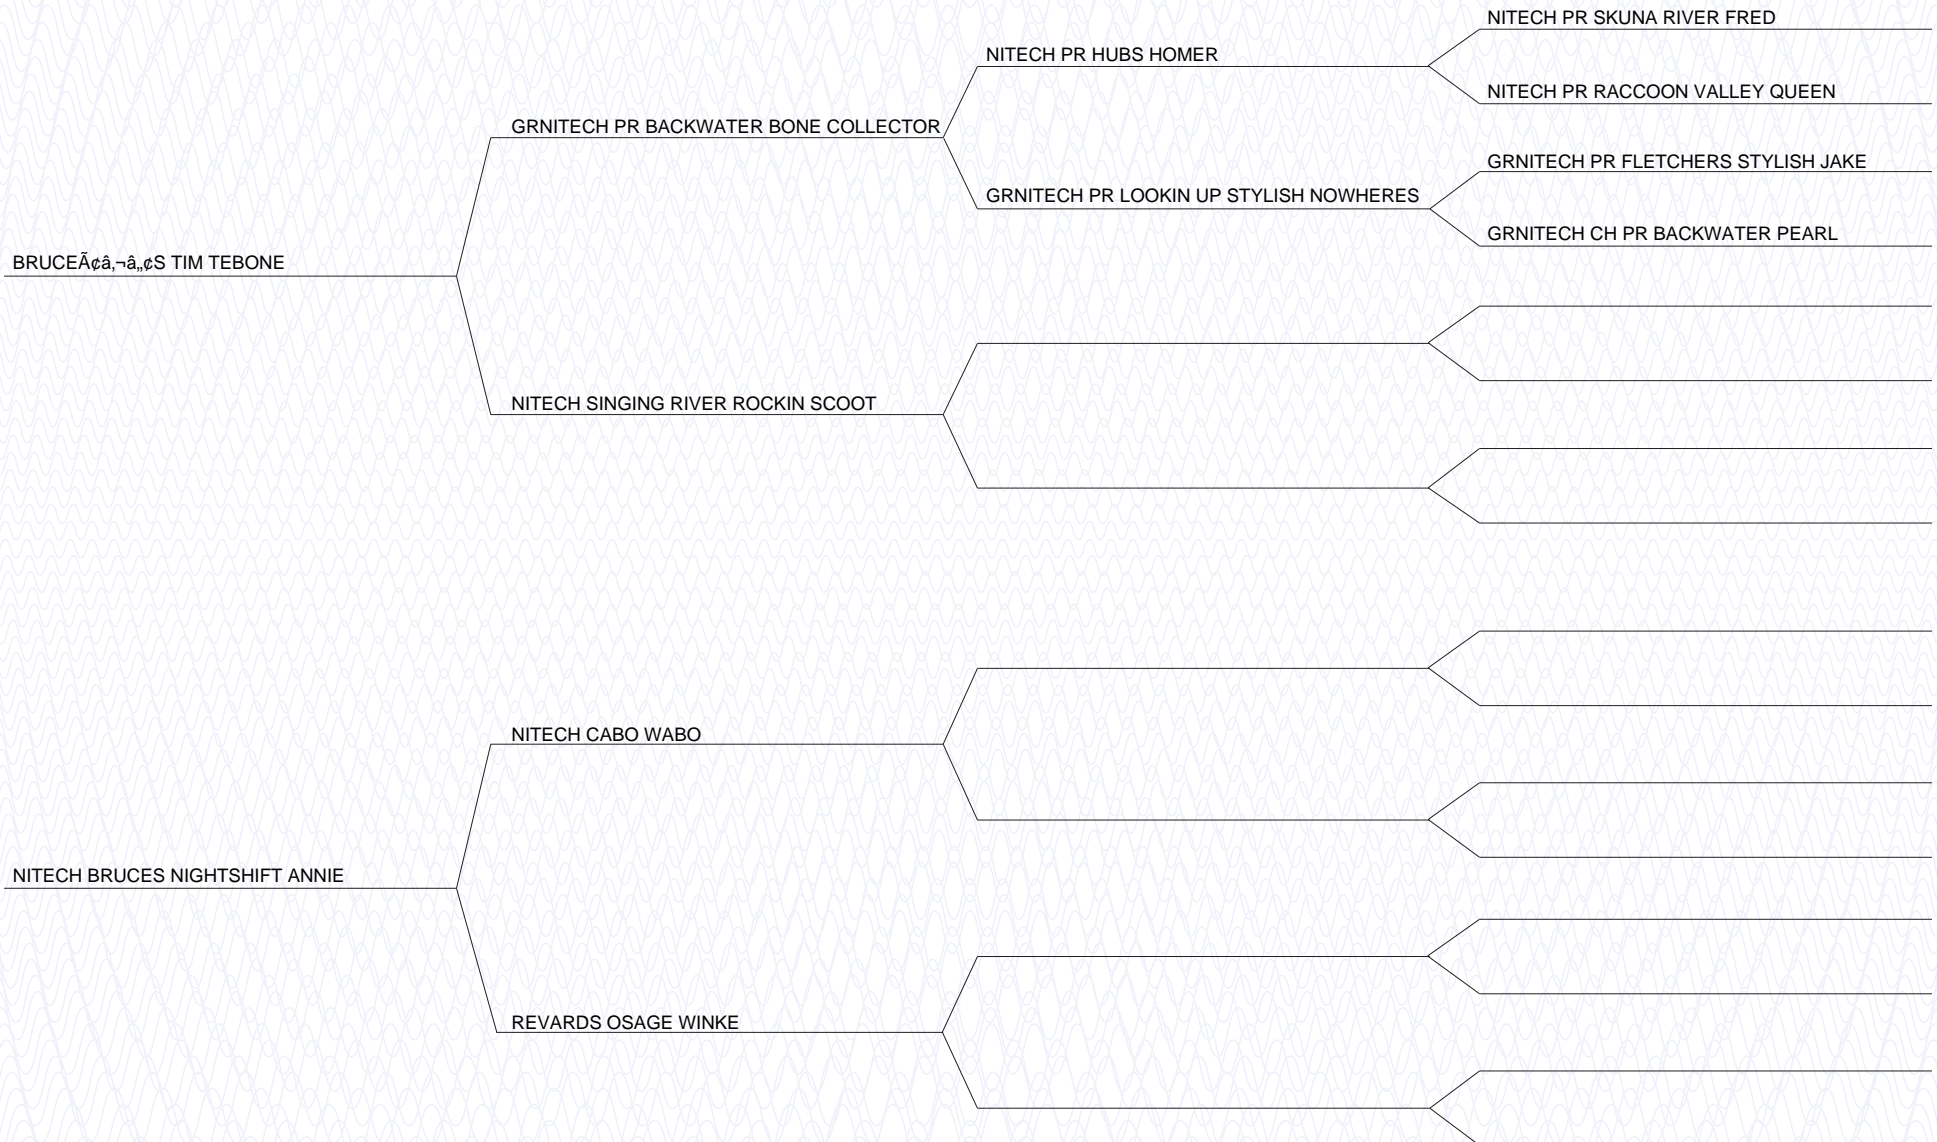 NITECH PR SKUNA RIVER FRED
NITECH PR HUBS HOMER
NITECH PR RACCOON VALLEY QUEEN
GRNITECH PR BACKWATER BONE COLLECTOR
GRNITECH PR FLETCHERS STYLISH JAKE
GRNITECH PR LOOKIN UP STYLISH NOWHERES
GRNITECH CH PR BACKWATER PEARL
BRUCEÃ¢â‚¬â„¢S TIM TEBONE
NITECH SINGING RIVER ROCKIN SCOOT
NITECH CABO WABO
NITECH BRUCES NIGHTSHIFT ANNIE
REVARDS OSAGE WINKE